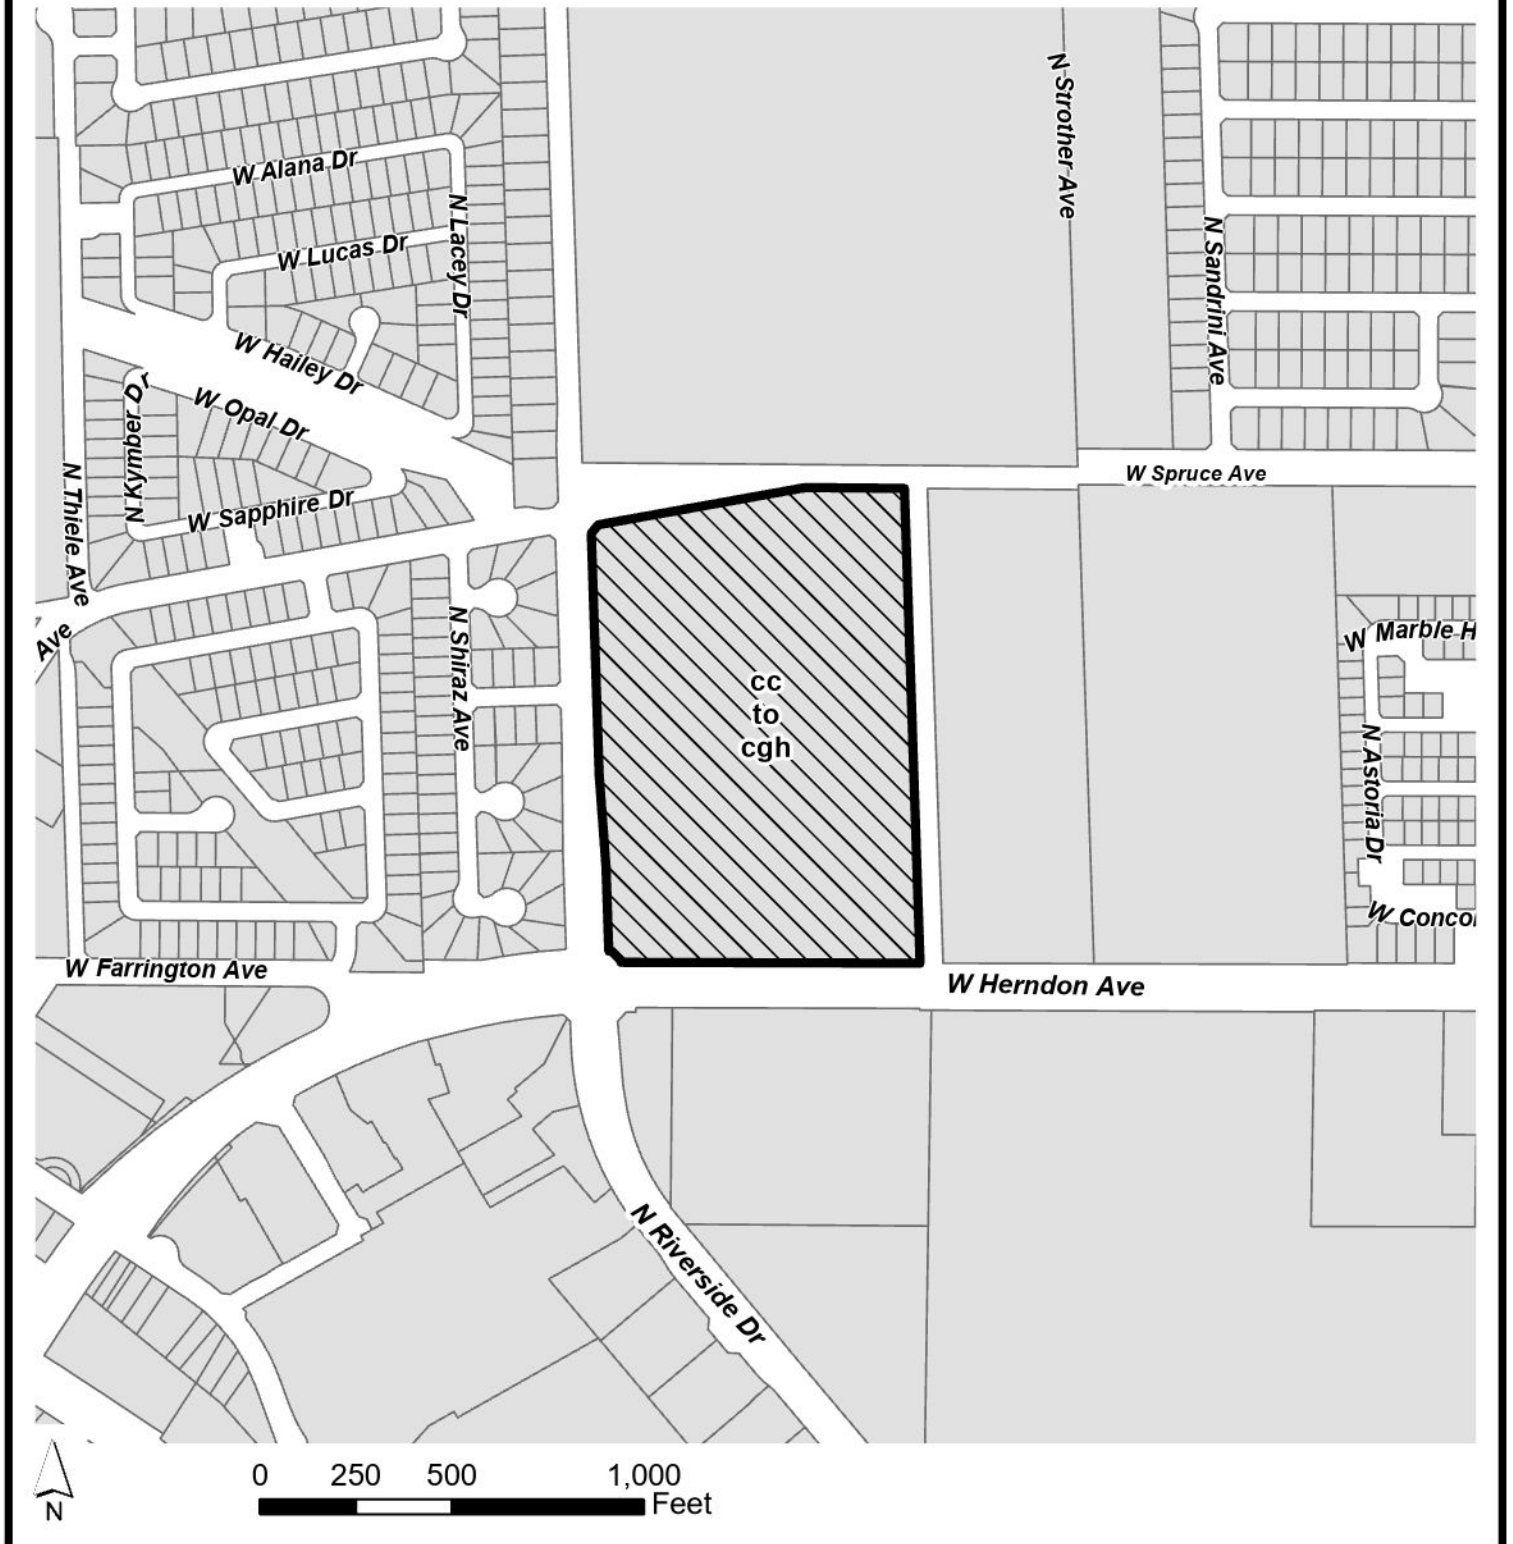 N Strother Ave
W Alana Dr
N Lacey Dr
N Sandrini Ave
W Lucas Dr
W Hailey Dr
N Kymber Dr
W Opal Dr
N Thiele Ave
W Spruce Ave
W Sapphire Dr
Ave
N Shiraz Ave
W Marble H
cc
to
cgh
N Astoria Dr
W Conco
W Farrington Ave
W Herndon Ave
N Riverside Dr
0 250 500 1,000
Feet
N